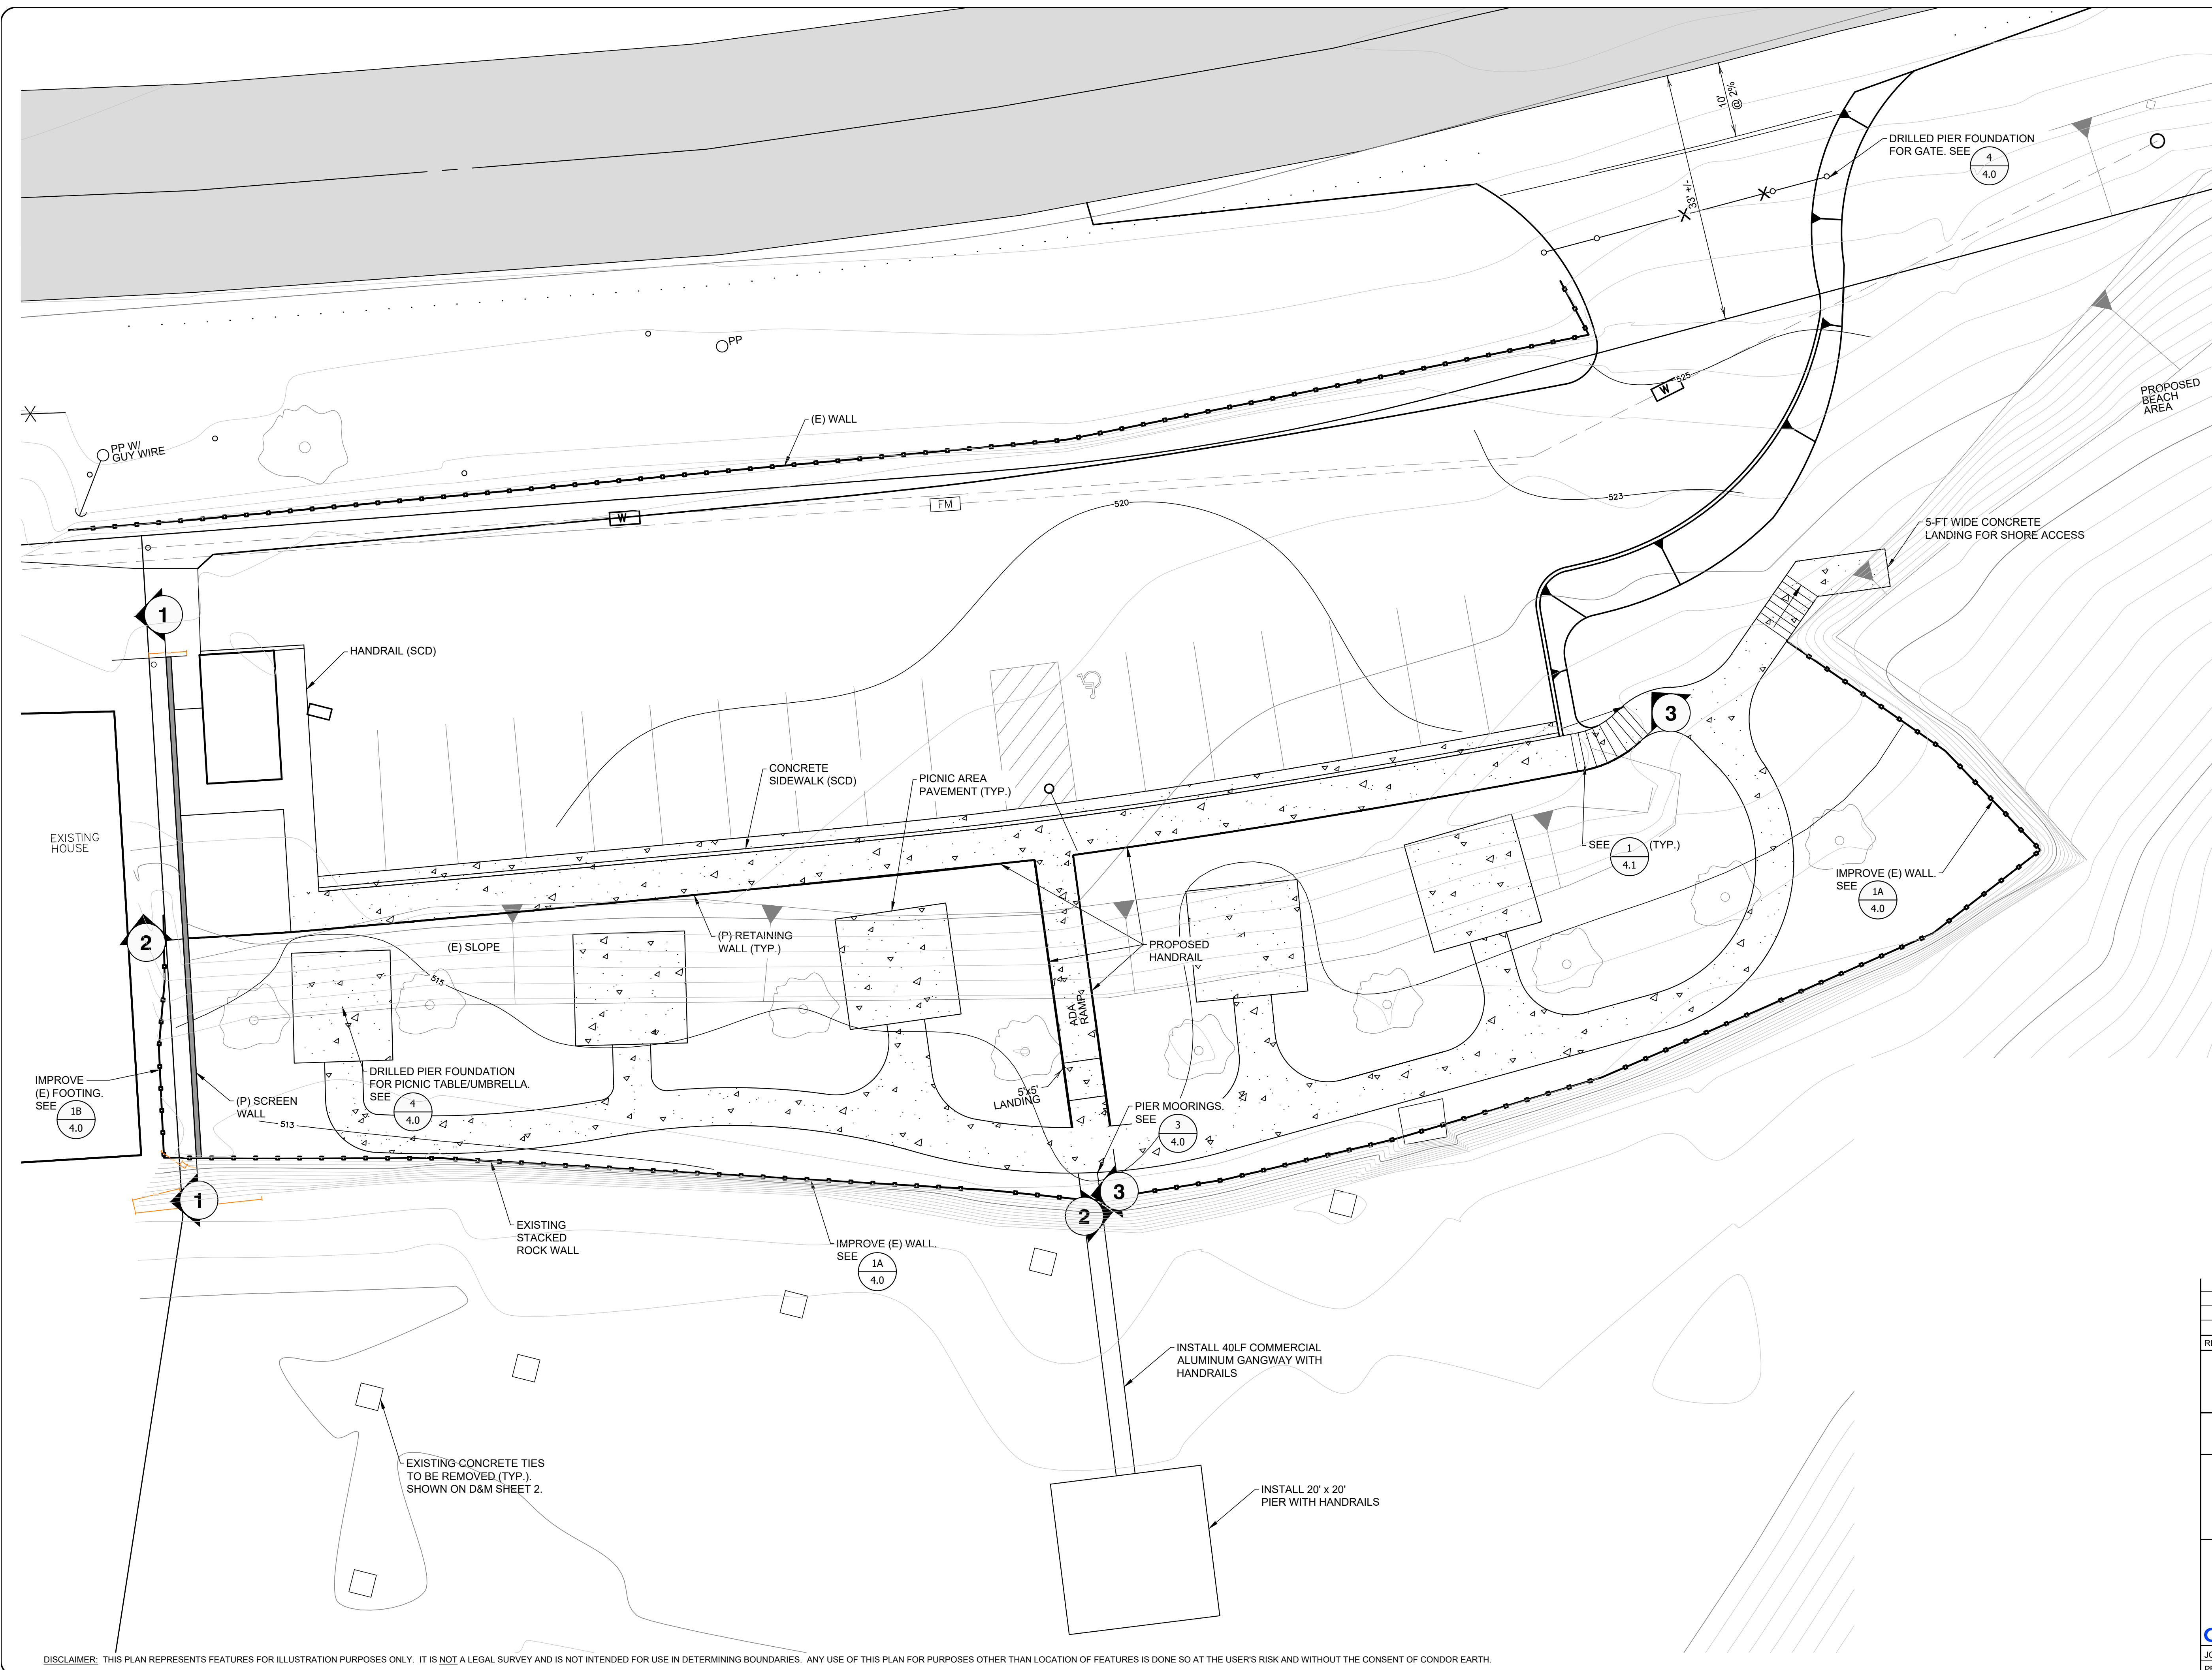 10'
@ 2%
DRILLED PIER FOUNDATION
FOR GATE. SEE
4
4.0
33' +/-
PP
525
PROPOSED
BEACH
AREA
W
(E) WALL
PP W/
GUY WIRE
FM
520
523
W
5-FT WIDE CONCRETE
LANDING FOR SHORE ACCESS
1
HANDRAIL (SCD)
3
CONCRETE
SIDEWALK (SCD)
PICNIC AREA
PAVEMENT (TYP.)
EXISTING
HOUSE
SEE
1
4.1
(TYP.)
IMPROVE (E) WALL.
SEE
1A
4.0
2
(E) SLOPE
(P) RETAINING
WALL (TYP.)
PROPOSED
HANDRAIL
515
ADA
RAMP
DRILLED PIER FOUNDATION
FOR PICNIC TABLE/UMBRELLA.
SEE
4
4.0
IMPROVE
(E) FOOTING.
SEE
1B
4.0
(P) SCREEN
WALL
513
5'x5'
LANDING
PIER MOORINGS.
SEE
3
4.0
1
3
2
EXISTING
STACKED
ROCK WALL
IMPROVE (E) WALL.
SEE
1A
4.0
INSTALL 40LF COMMERCIAL
ALUMINUM GANGWAY WITH
HANDRAILS
EXISTING CONCRETE TIES
TO BE REMOVED (TYP.).
SHOWN ON D&M SHEET 2.
INSTALL 20' x 20'
PIER WITH HANDRAILS
DISCLAIMER: THIS PLAN REPRESENTS FEATURES FOR ILLUSTRATION PURPOSES ONLY. IT IS NOT A LEGAL SURVEY AND IS NOT INTENDED FOR USE IN DETERMINING BOUNDARIES. ANY USE OF THIS PLAN FOR PURPOSES OTHER THAN LOCATION OF FEATURES IS DONE SO AT THE USER'S RISK AND WITHOUT THE CONSENT OF CONDOR EARTH.